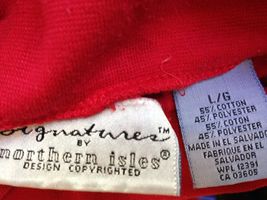 Signatures™
BY
northern isles®
DESIGN COPYRIGHTED
L/G
55% COTTON
45% POLYESTER
55% COTON
45% POLYESTER
MADE IN
EL SALVADOR
FABRIQUE EN EL
SALVADOR
WPL 12391
CA 03605